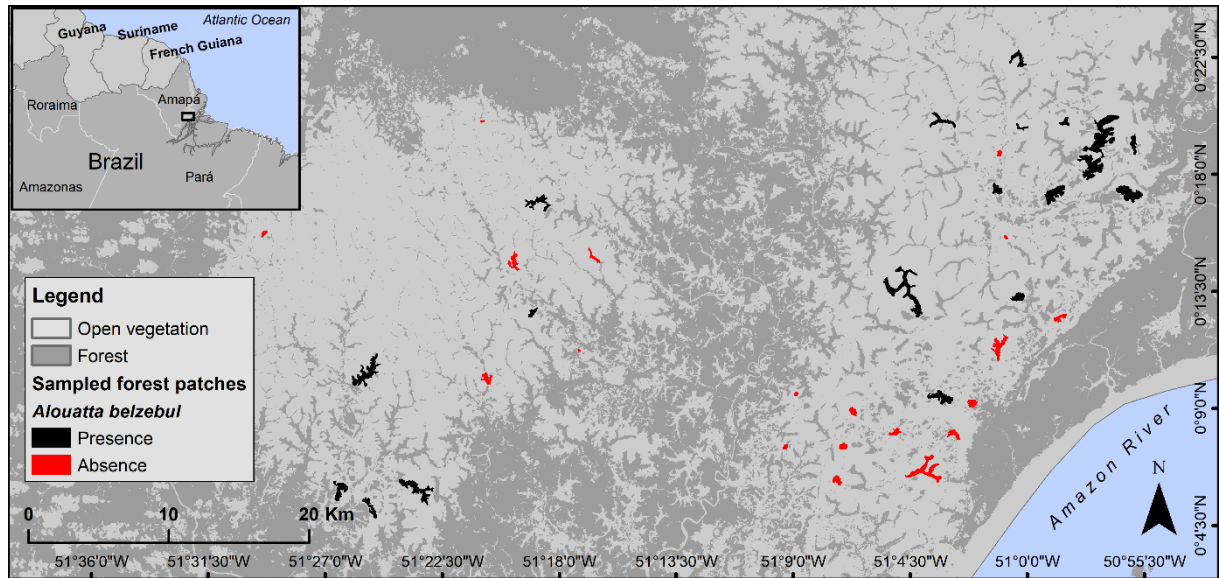 Atlantic Ocean
Guyana
Suriname
French Guiana
Roraima
Amapá
Brazil
Amazonas
Pará
Legend
Open vegetation
Forest
Sampled forest patches
Alouatta belzebul
Presence
Absence
0 10 20 Km
Amazon River
N
0°22'30"N
0°18'0"N
0°13'30"N
0°9'0"N
0°4'30"N
51°36'0"W 51°31'30"W 51°27'0"W 51°22'30"W 51°18'0"W 51°13'30"W 51°9'0"W 51°4'30"W 51°0'0"W 50°55'30"W